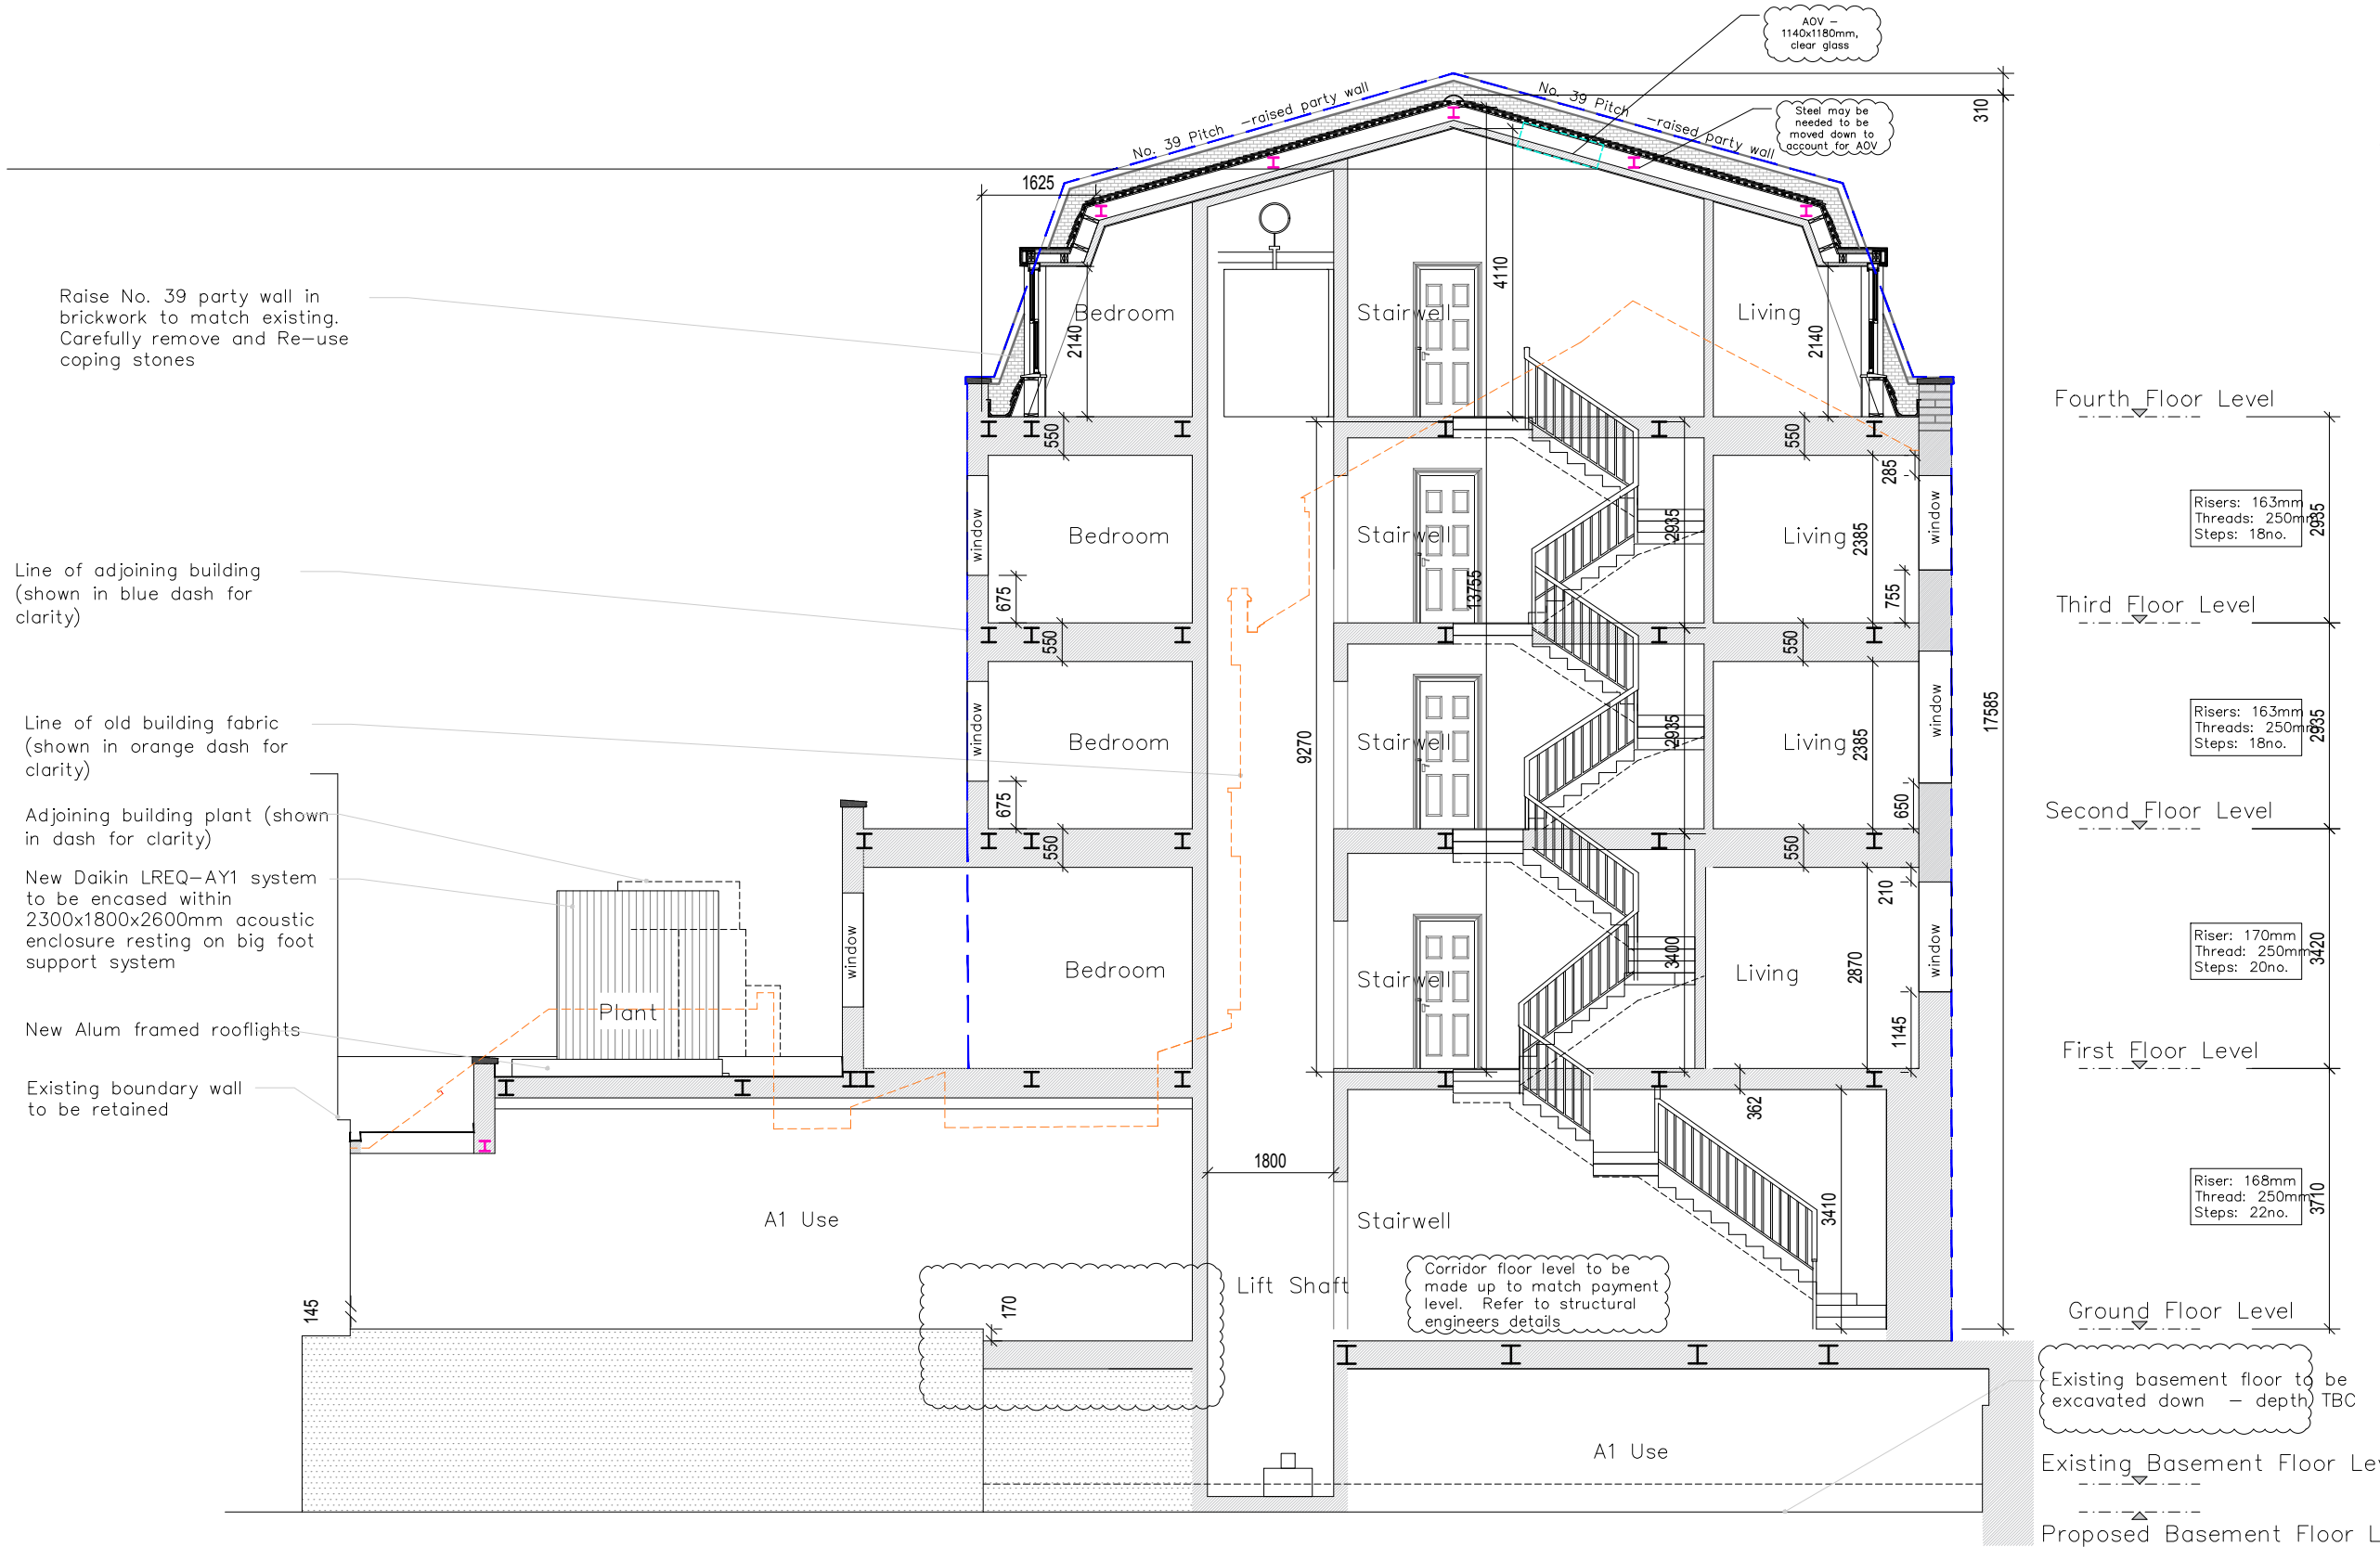 AOV –
1140x1180mm,
clear glass
No. 39 Pitch –raised party wall
No. 39 Pitch –raised party wall
310
Steel may be
needed to be
moved down to
account for AOV
1625
Raise No. 39 party wall in
brickwork to match existing.
Carefully remove and Re–use
coping stones
2140
Bedroom
Stairwell
4110
Living
2140
Fourth Floor Level
550
550
285
window
Bedroom
Stairwell
2935
Living
2385
window
Risers: 163mm
Threads: 250mm
Steps: 18no.
2935
Line of adjoining building
(shown in blue dash for
clarity)
675
13755
755
Third Floor Level
550
550
Line of old building fabric
(shown in orange dash for
clarity)
window
Bedroom
9270
Stairwell
2935
Living
2385
window
17585
Risers: 163mm
Threads: 250mm
Steps: 18no.
2935
675
650
Adjoining building plant (shown
in dash for clarity)
Second Floor Level
550
550
210
New Daikin LREQ–AY1 system
to be encased within
2300x1800x2600mm acoustic
enclosure resting on big foot
support system
window
Bedroom
Stairwell
3400
Living
2870
window
Riser: 170mm
Thread: 250mm
Steps: 20no.
3420
Plant
1145
New Alum framed rooflights
First Floor Level
Existing boundary wall
to be retained
362
1800
A1 Use
Stairwell
3410
Riser: 168mm
Thread: 250mm
Steps: 22no.
3710
Lift Shaft
Corridor floor level to be
made up to match payment
level. Refer to structural
engineers details
145
170
Ground Floor Level
Existing basement floor to be
excavated down – depth TBC
A1 Use
Existing Basement Floor Le
Proposed Basement Floor L